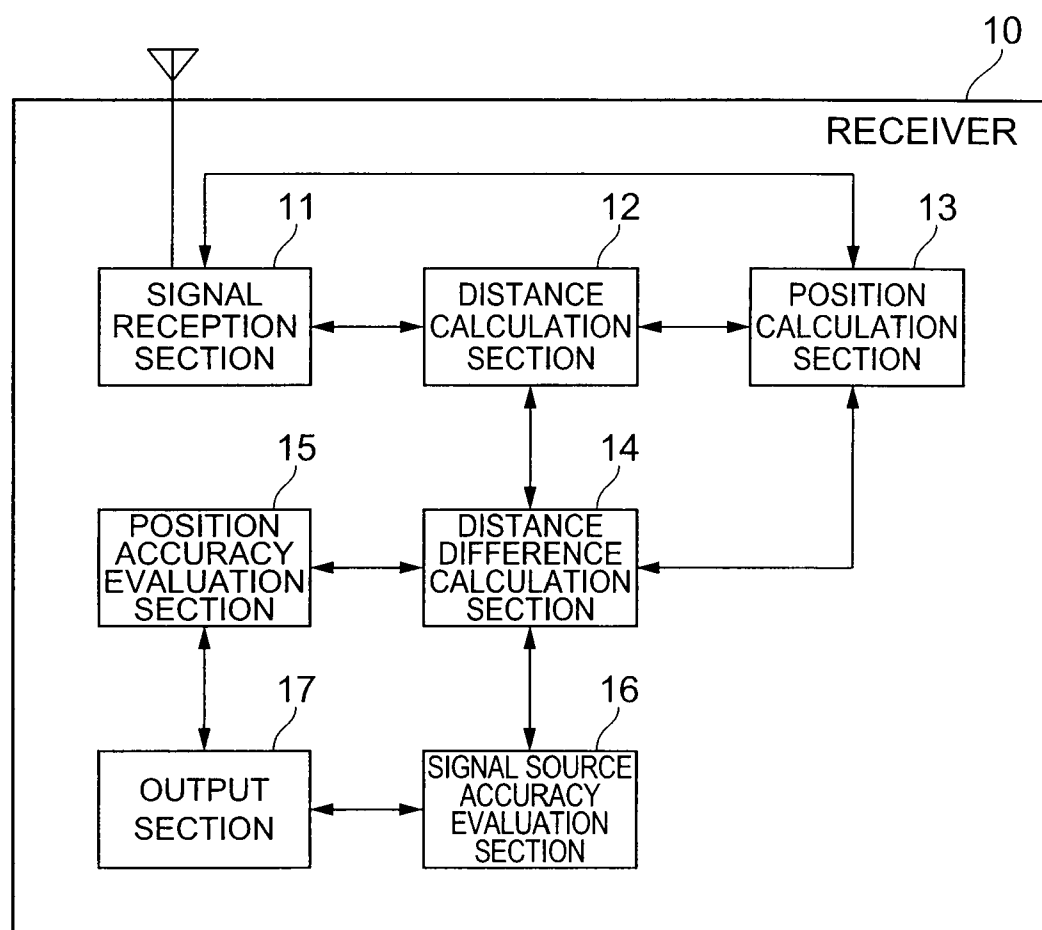 10
RECEIVER
11
SIGNAL
RECEPTION
SECTION
12
DISTANCE
CALCULATION
SECTION
13
POSITION
CALCULATION
SECTION
15
POSITION
ACCURACY
EVALUATION
SECTION
14
DISTANCE
DIFFERENCE
CALCULATION
SECTION
17
OUTPUT
SECTION
16
SIGNAL SOURCE
ACCURACY
EVALUATION
SECTION